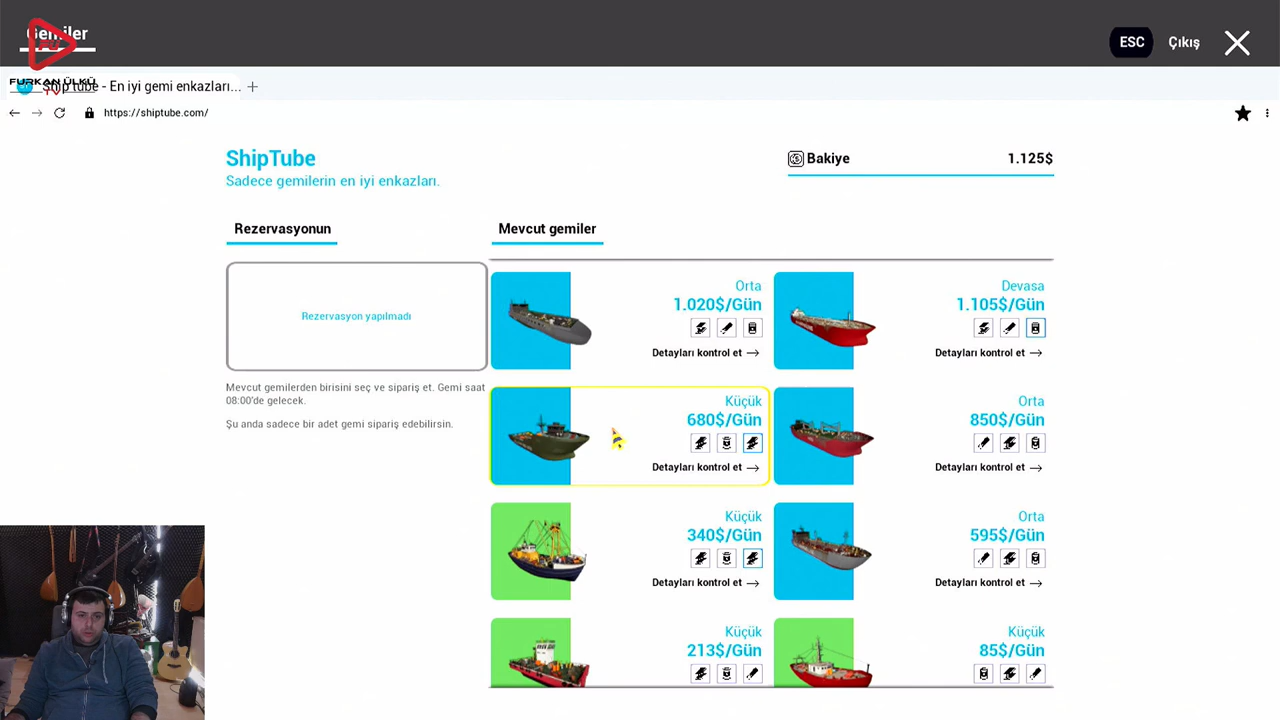 Gemiler
ESC
Çıkış
FURKAN ÜLKÜ
TV
Ship tube - En iyi gemi enkazları...
https://shiptube.com/
ShipTube
Sadece gemilerin en iyi enkazları.
Bakiye
1.125$
Rezervasyonun
Mevcut gemiler
Rezervasyon yapılmadı
Mevcut gemilerden birisini seç ve sipariş et. Gemi saat
08:00'de gelecek.
Şu anda sadece bir adet gemi sipariş edebilirsin.
Orta
1.020$/Gün
Detayları kontrol et
Devasa
1.105$/Gün
Detayları kontrol et
Küçük
680$/Gün
Detayları kontrol et
Orta
850$/Gün
Detayları kontrol et
Küçük
340$/Gün
Detayları kontrol et
Orta
595$/Gün
Detayları kontrol et
Küçük
213$/Gün
Küçük
85$/Gün